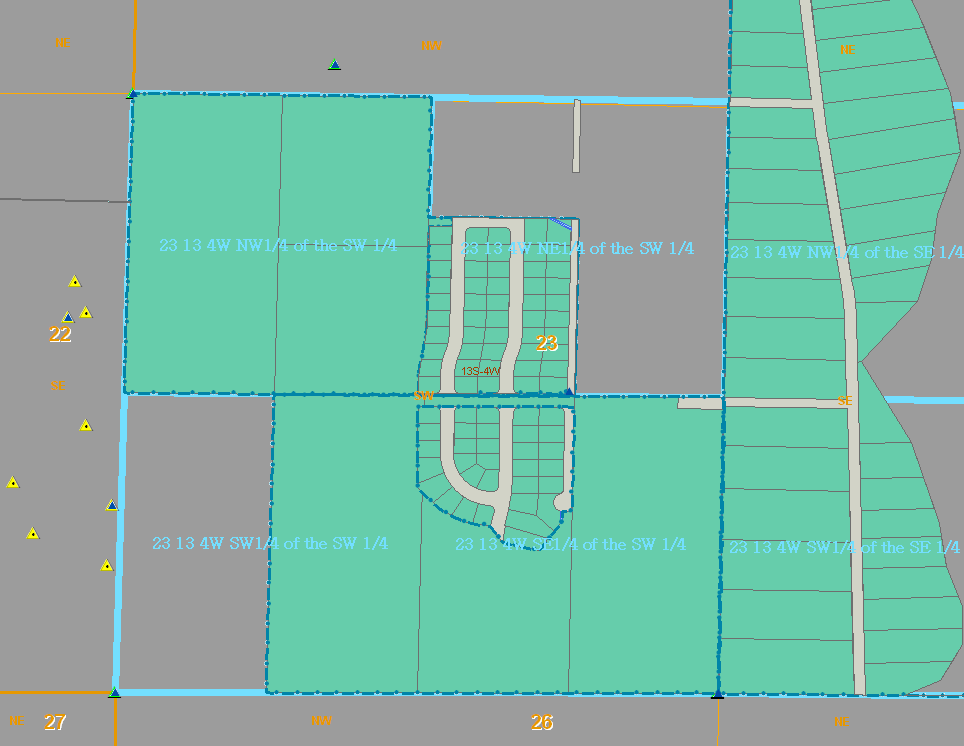 NE
NW
NE
23 13 4W NW1/4 of the SW 1/4
23 13 4W NE1/4 of the SW 1/4
23 13 4W NW1/4 of the SE 1/4
22
23
13S-4W
SE
SW
SE
23 13 4W SW1/4 of the SW 1/4
23 13 4W SE1/4 of the SW 1/4
23 13 4W SW1/4 of the SE 1/4
NE
27
NW
26